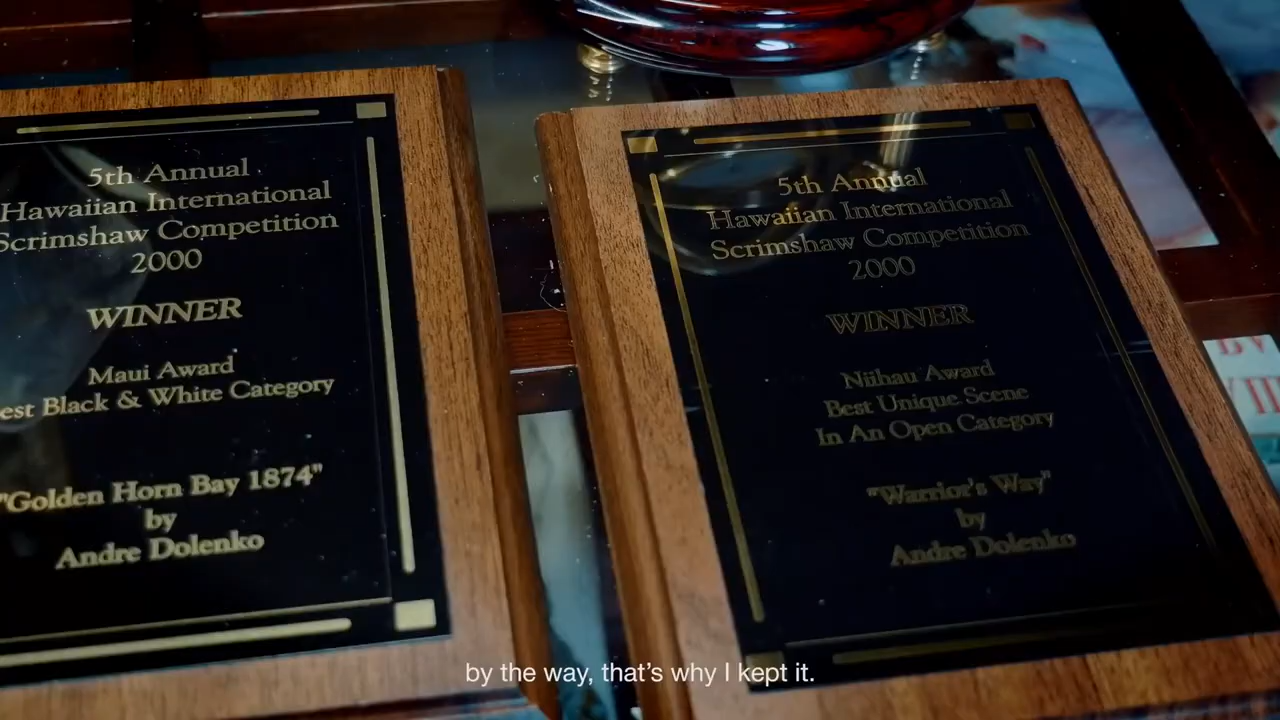 5th Annual
Hawaiian International
Scrimshaw Competition
2000
WINNER
Maui Award
est Black & White Category
"Golden Horn Bay 1874"
by
Andre Dolenko
5th Annual
Hawaiian International
Scrimshaw Competition
2000
WINNER
Niihau Award
Best Unique Scene
In An Open Category
"Warrior's Way"
by
Andre Dolenko
by the way, that's why I kept it.